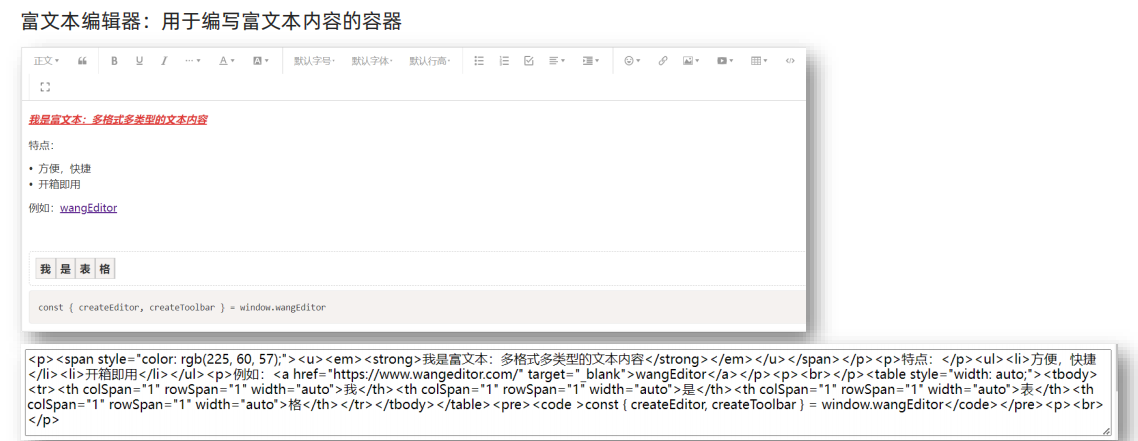 富文本编辑器：用于编写富文本内容的容器
正文 B U I ... A A 默认字号 默认字体 默认行高
我是富文本：多格式多类型的文本内容
特点：
• 方便，快捷
• 开箱即用
例如：wangEditor
我 是 表 格
const { createEditor, createToolbar } = window.wangEditor
<p><span style="color: rgb(225, 60, 57);"><u><em><strong>我是富文本：多格式多类型的文本内容</strong></em></u></span></p><p>特点：</p><ul><li>方便，快捷
</li><li>开箱即用</li></ul><p>例如：<a href="https://www.wangeditor.com/" target="_blank">wangEditor</a></p><p><br></p><table style="width: auto;"><tbody>
<tr><th colSpan="1" rowSpan="1" width="auto">我</th><th colSpan="1" rowSpan="1" width="auto">是</th><th colSpan="1" rowSpan="1" width="auto">表</th><th
colSpan="1" rowSpan="1" width="auto">格</th></tr></tbody></table><pre><code >const { createEditor, createToolbar } = window.wangEditor</code></pre><p><br>
</p>